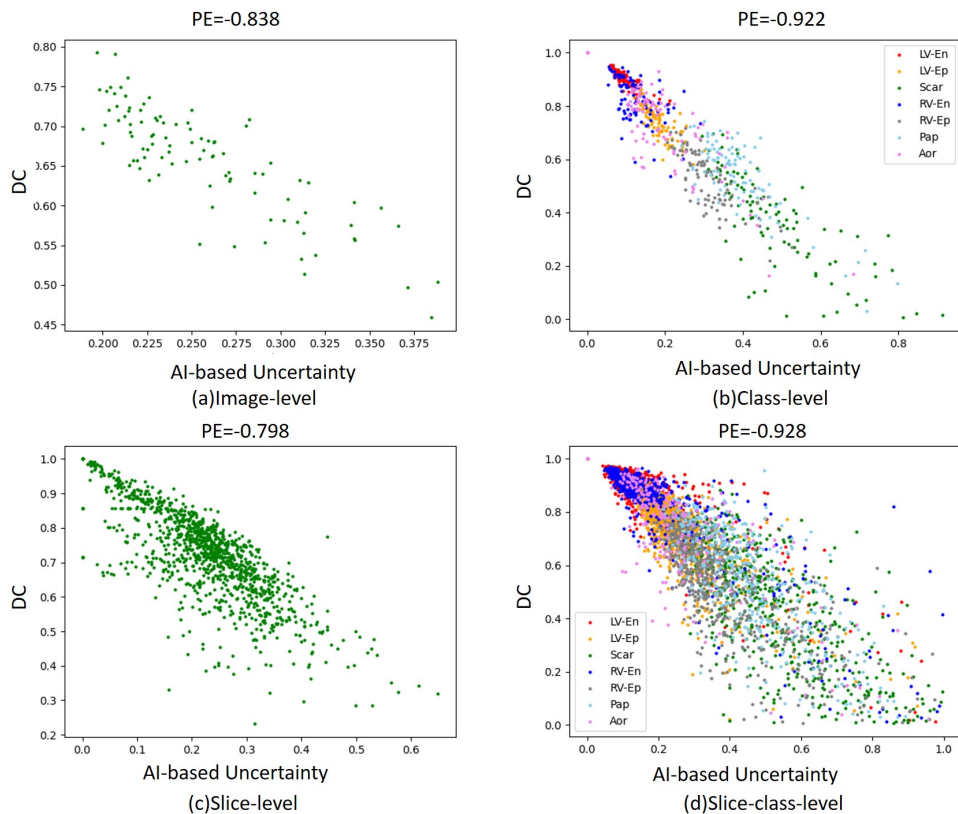 PE=-0.838
0.80
0.75
0.70
0.65
0.60
0.55
0.50
0.45
DC
0.200 0.225 0.250 0.275 0.300 0.325 0.350 0.375
AI-based Uncertainty
(a)Image-level
PE=-0.922
1.0
0.8
0.6
0.4
0.2
0.0
DC
LV-En
LV-Ep
Scar
RV-En
RV-Ep
Pap
Aor
0.0 0.2 0.4 0.6 0.8
AI-based Uncertainty
(b)Class-level
PE=-0.798
1.0
0.9
0.8
0.7
0.6
0.5
0.4
0.3
0.2
DC
0.0 0.1 0.2 0.3 0.4 0.5 0.6
AI-based Uncertainty
(c)Slice-level
PE=-0.928
1.0
0.8
0.6
0.4
0.2
0.0
DC
LV-En
LV-Ep
Scar
RV-En
RV-Ep
Pap
Aor
0.0 0.2 0.4 0.6 0.8 1.0
AI-based Uncertainty
(d)Slice-class-level